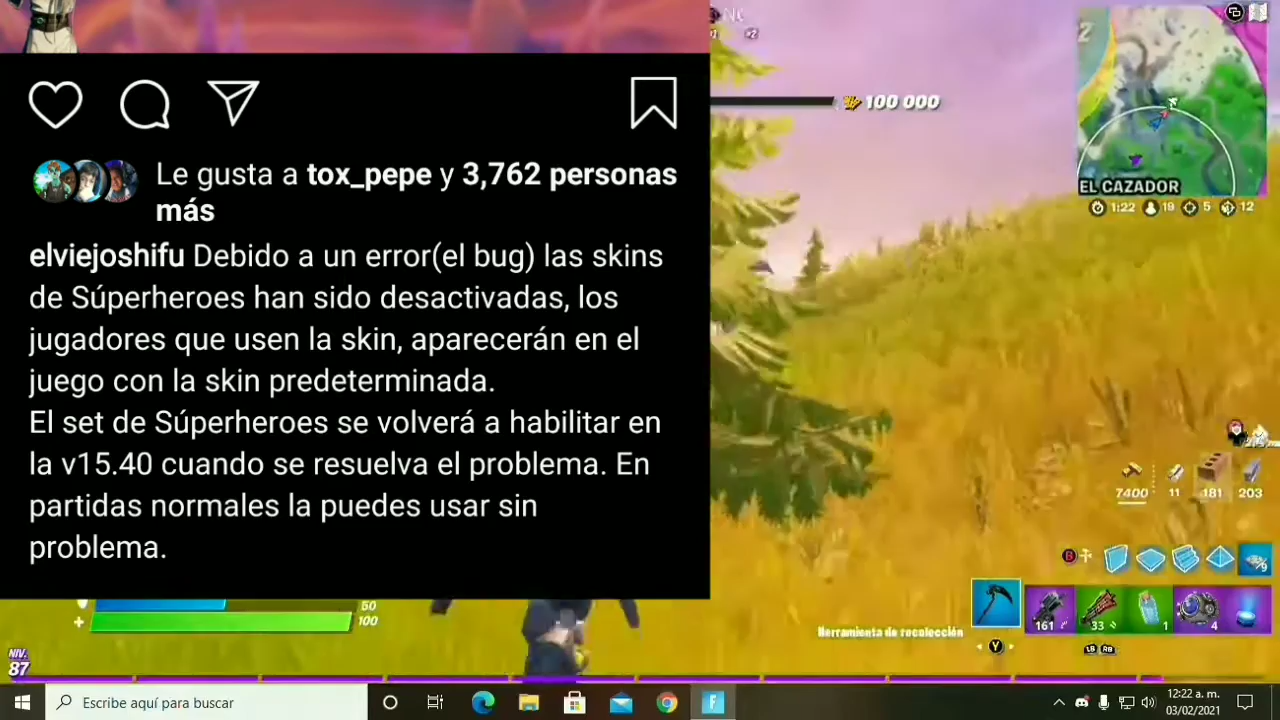 Le gusta a tox_pepe y 3,762 personas
más
elviejoshifu Debido a un error(el bug) las skins
de Súperheroes han sido desactivadas, los
jugadores que usen la skin, aparecerán en el
juego con la skin predeterminada.
El set de Súperheroes se volverá a habilitar en
la v15.40 cuando se resuelva el problema. En
partidas normales la puedes usar sin
problema.
100 000
EL CAZADOR
1:22 19 5 12
7400 11 181 203
B
9
50
100
161 33 1 4
Herramienta de recolección
Y LB RB
NIV.
87
Escribe aquí para buscar
12:22 a. m.
03/02/2021